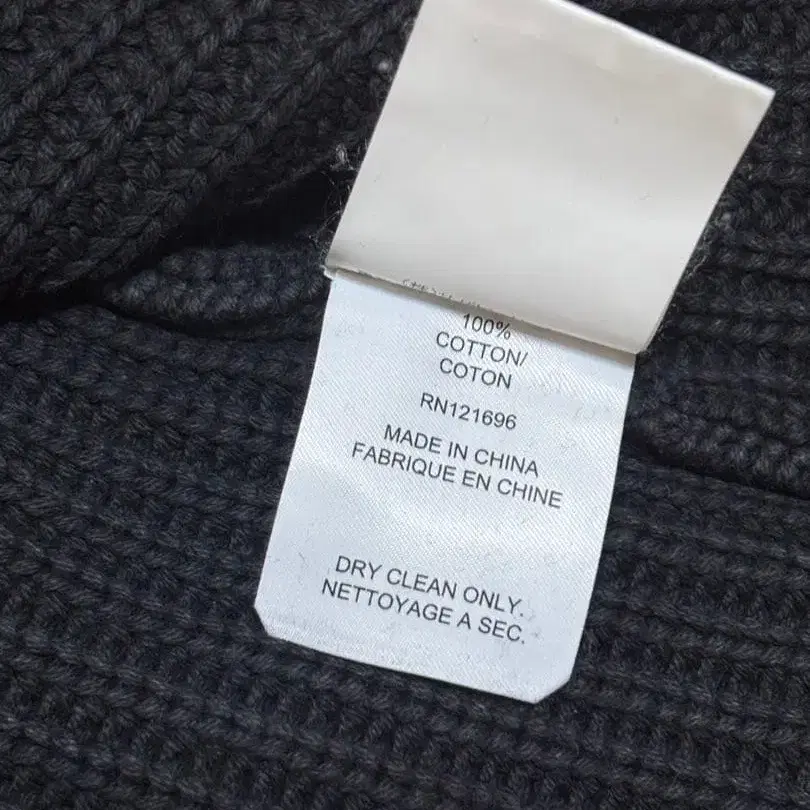 100%
COTTON/
COTON
RN121696
MADE IN CHINA
FABRIQUE EN CHINE
DRY CLEAN ONLY.
NETTOYAGE A SEC.